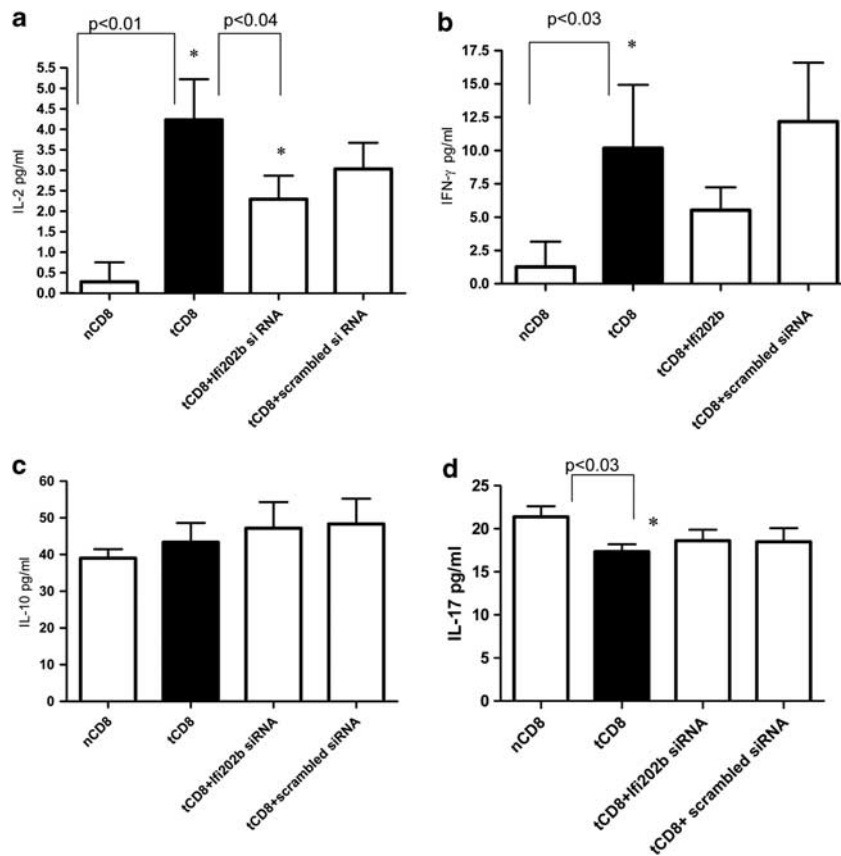 a
p<0.01
p<0.04
*
*
5.5
5.0
4.5
4.0
3.5
3.0
2.5
2.0
1.5
1.0
0.5
0.0
IL-2 pg/ml
nCD8
tCD8
tCD8+Ifi202b si RNA
tCD8+scrambled si RNA
b
p<0.03
*
17.5
15.0
12.5
10.0
7.5
5.0
2.5
0.0
IFN-γ pg/ml
nCD8
tCD8
tCD8+Ifi202b
tCD8+scrambled siRNA
c
60
50
40
30
20
10
0
IL-10 pg/ml
nCD8
tCD8
tCD8+Ifi202b siRNA
tCD8+scrambled siRNA
d
p<0.03
*
25
20
15
10
5
0
IL-17 pg/ml
nCD8
tCD8
tCD8+Ifi202b siRNA
tCD8+ scrambled siRNA